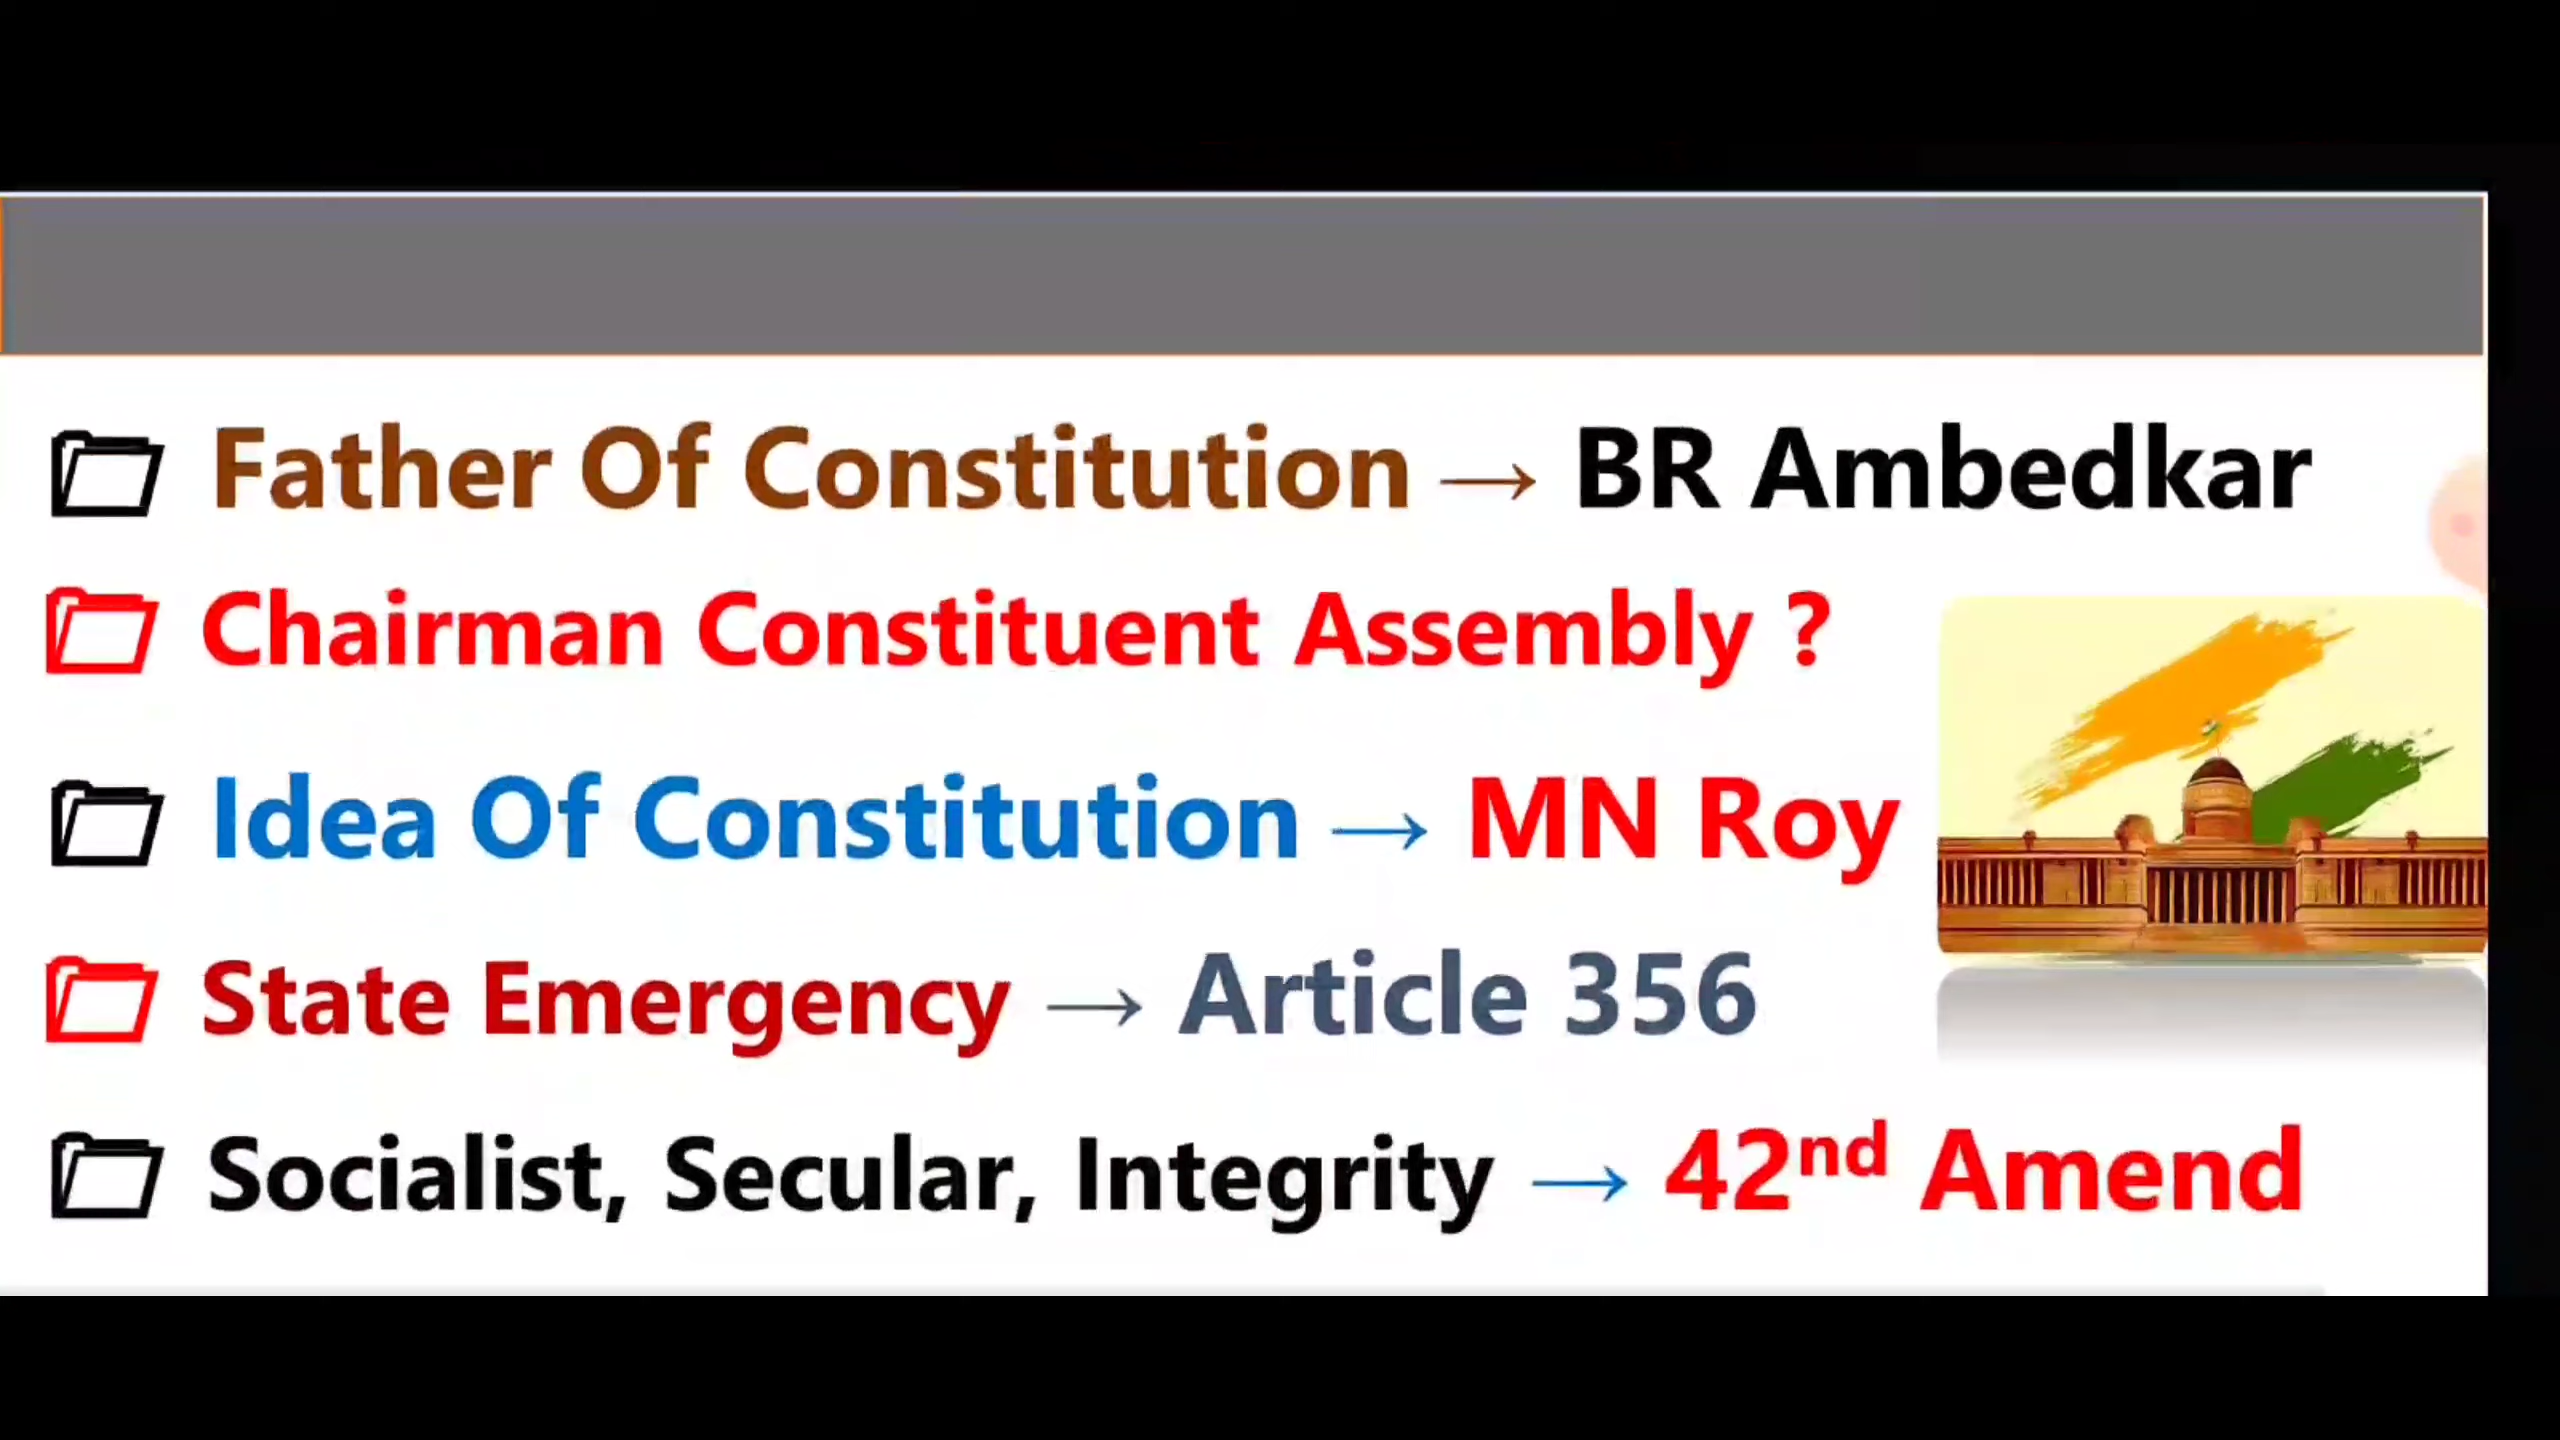 Father Of Constitution → BR Ambedkar
Chairman Constituent Assembly ?
Idea Of Constitution → MN Roy
State Emergency → Article 356
Socialist, Secular, Integrity → 42nd Amend